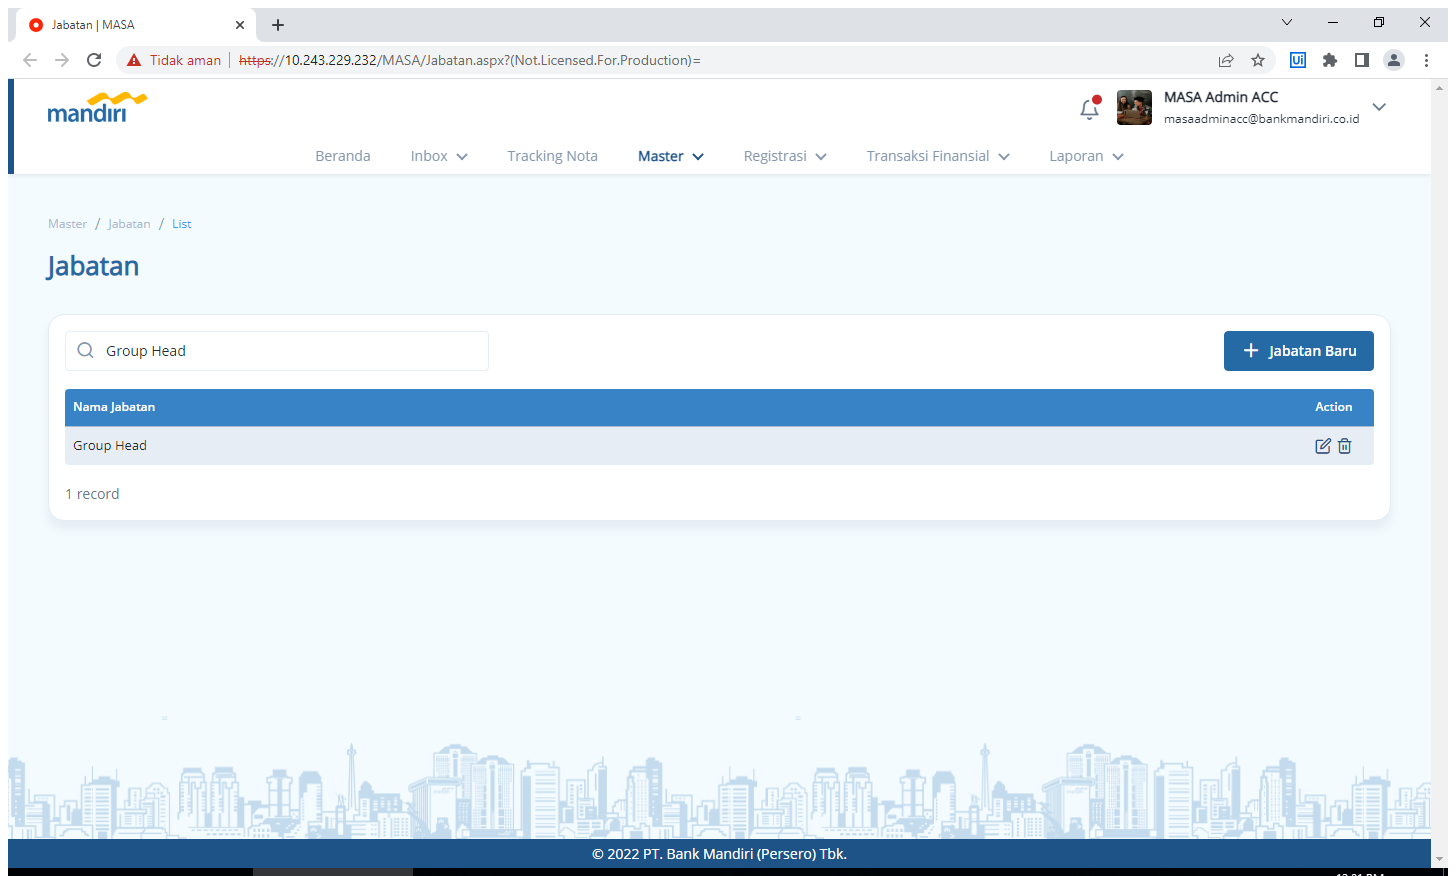 Jabatan | MASA
Tidak aman
https://10.243.229.232/MASA/Jabatan.aspx?(Not.Licensed.For.Production)=
Ui
mandiri
MASA Admin ACC
masaadminacc@bankmandiri.co.id
Beranda
Inbox
Tracking Nota
Master
Registrasi
Transaksi Finansial
Laporan
Master / Jabatan / List
Jabatan
Group Head
+ Jabatan Baru
Nama Jabatan
Action
Group Head
1 record
© 2022 PT. Bank Mandiri (Persero) Tbk.